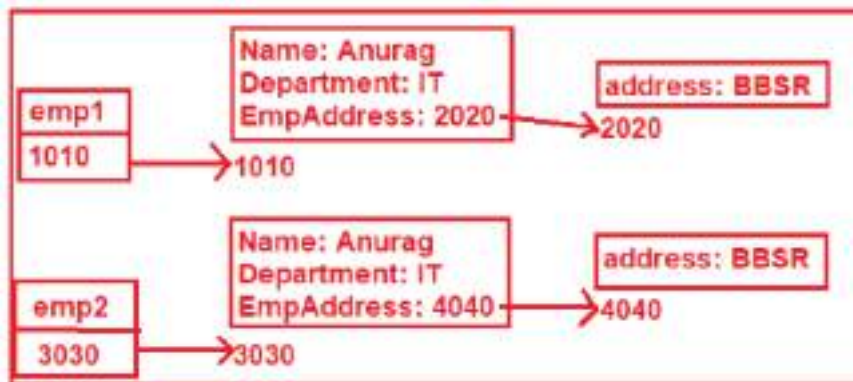 Name: Anurag
Department: IT
EmpAddress: 2020
address: BBSR
2020
emp1
1010
1010
Name: Anurag
Department: IT
EmpAddress: 4040
address: BBSR
4040
emp2
3030
3030